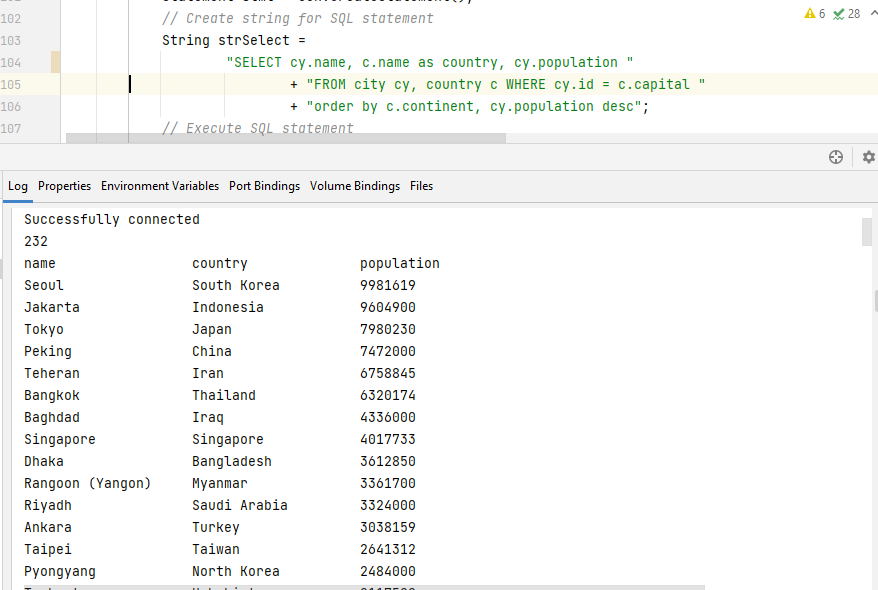 102 // Create string for SQL statement
6 28
103 String strSelect =
104 "SELECT cy.name, c.name as country, cy.population "
105 + "FROM city cy, country c WHERE cy.id = c.capital "
106 + "order by c.continent, cy.population desc";
107 // Execute SQL statement
Log Properties Environment Variables Port Bindings Volume Bindings Files
Successfully connected
232
name country population
Seoul South Korea 9981619
Jakarta Indonesia 9604900
Tokyo Japan 7980230
Peking China 7472000
Teheran Iran 6758845
Bangkok Thailand 6320174
Baghdad Iraq 4336000
Singapore Singapore 4017733
Dhaka Bangladesh 3612850
Rangoon (Yangon) Myanmar 3361700
Riyadh Saudi Arabia 3324000
Ankara Turkey 3038159
Taipei Taiwan 2641312
Pyongyang North Korea 2484000